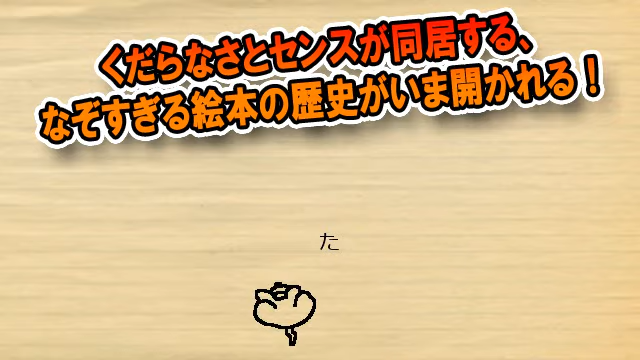 くだらなさとセンスが同居する、
なぞすぎる絵本の歴史がいま開かれる！
た